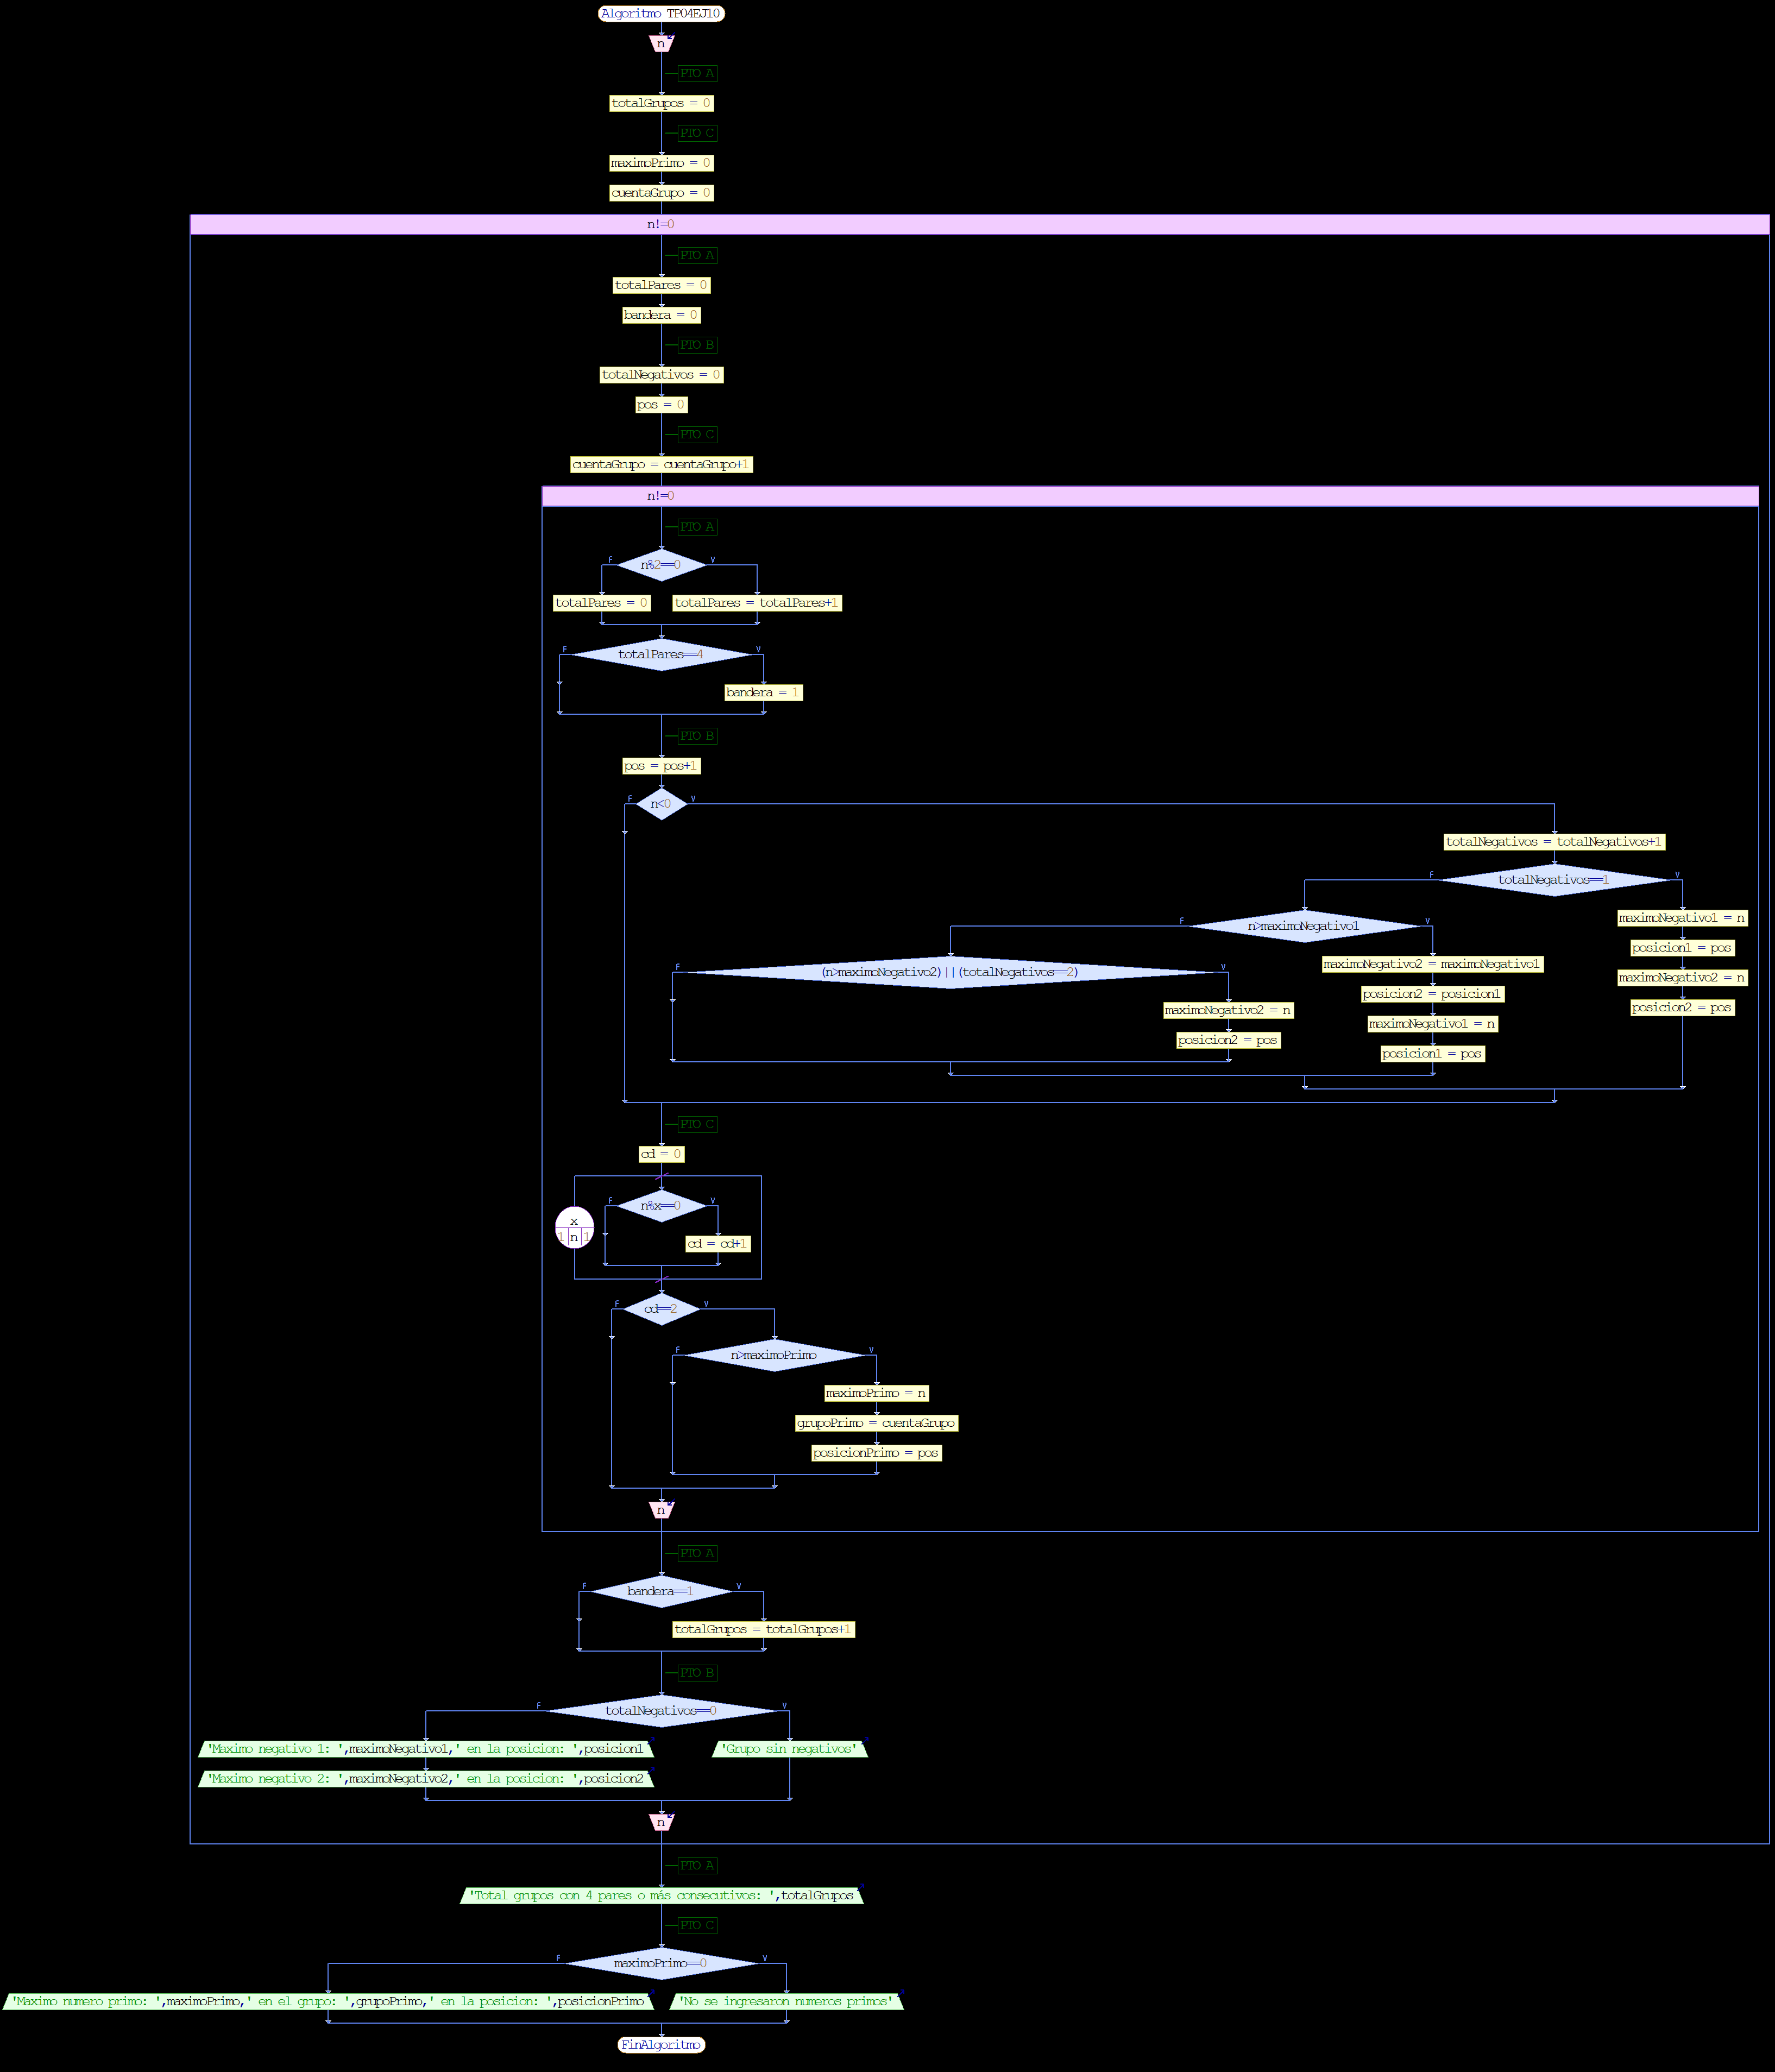 Algoritmo TP04EJ10
n
PTO A
totalGrupos = 0
PTO C
maximoPrimo = 0
cuentaGrupo = 0
n!=0
PTO A
totalPares = 0
bandera = 0
PTO B
totalNegativos = 0
pos = 0
PTO C
cuentaGrupo = cuentaGrupo+1
n!=0
PTO A
F n%2==0 V
totalPares = 0 totalPares = totalPares+1
F totalPares==4 V
bandera = 1
PTO B
pos = pos+1
F n<0 V
totalNegativos = totalNegativos+1
F totalNegativos==1 V
maximoNegativo1 = n
F n>maximoNegativo1 V
posicion1 = pos
F (n>maximoNegativo2)||(totalNegativos==2) V
maximoNegativo2 = maximoNegativo1
maximoNegativo2 = n
posicion2 = posicion1
posicion2 = pos
maximoNegativo2 = n
maximoNegativo1 = n
posicion2 = pos
posicion1 = pos
PTO C
cd = 0
F n%x==0 V
x
1 n 1
cd = cd+1
F cd==2 V
F n>maximoPrimo V
maximoPrimo = n
grupoPrimo = cuentaGrupo
posicionPrimo = pos
n
PTO A
F bandera==1 V
totalGrupos = totalGrupos+1
PTO B
F totalNegativos==0 V
'Maximo negativo 1: ',maximoNegativo1,' en la posicion: ',posicion1 'Grupo sin negativos'
'Maximo negativo 2: ',maximoNegativo2,' en la posicion: ',posicion2
n
PTO A
'Total grupos con 4 pares o más consecutivos: ',totalGrupos
PTO C
F maximoPrimo==0 V
'Maximo numero primo: ',maximoPrimo,' en el grupo: ',grupoPrimo,' en la posicion: ',posicionPrimo 'No se ingresaron numeros primos'
FinAlgoritmo